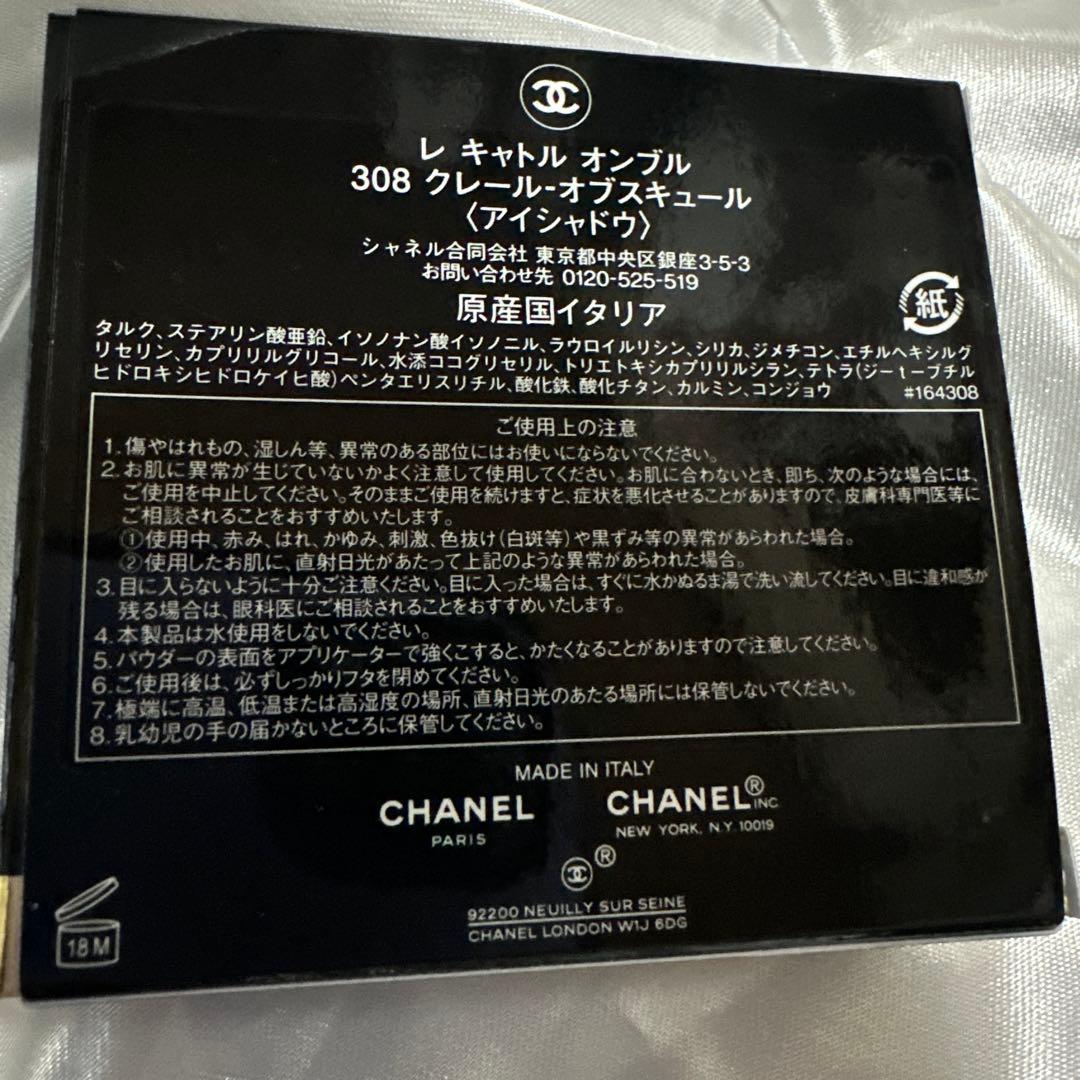 レ キャトル オンブル
308 クレール-オブスキュール
〈アイシャドウ〉
シャネル合同会社 東京都中央区銀座3-5-3
お問い合わせ先 0120-525-519
原産国イタリア
紙
タルク、ステアリン酸亜鉛、イソノナン酸イソノニル、ラウロイルリシン、シリカ、ジメチコン、エチルヘキシルグ
リセリン、カプリリルグリコール、水添ココグリセリル、トリエトキシカプリリルシラン、テトラ(ジーtーブチル
ヒドロキシヒドロケイヒ酸)ペンタエリスリチル、酸化鉄、酸化チタン、カルミン、コンジョウ #164308
ご使用上の注意
1. 傷やはれもの、湿しん等、異常のある部位にはお使いにならないでください。
2. お肌に異常が生じていないかよく注意して使用してください。お肌に合わないとき、即ち、次のような場合には、
ご使用を中止してください。そのままご使用を続けますと、症状を悪化させることがありますので、皮膚科専門医等に
ご相談されることをおすすめいたします。
①使用中、赤み、はれ、かゆみ、刺激、色抜け(白斑等)や黒ずみ等の異常があらわれた場合。
②使用したお肌に、直射日光があたって上記のような異常があらわれた場合。
3. 目に入らないように十分ご注意ください。目に入った場合は、すぐに水かぬるま湯で洗い流してください。目に違和感が
残る場合は、眼科医にご相談されることをおすすめいたします。
4. 本製品は水使用をしないでください。
5. パウダーの表面をアプリケーターで強くこすると、かたくなることがありますので注意してください。
6. ご使用後は、必ずしっかりフタを閉めてください。
7. 極端に高温、低温または高湿度の場所、直射日光のあたる場所には保管しないでください。
8. 乳幼児の手の届かないところに保管してください。
MADE IN ITALY
CHANEL CHANEL® INC
PARIS NEW YORK, N.Y. 10019
®
92200 NEUILLY SUR SEINE
CHANEL LONDON W1J 6DG
18 M